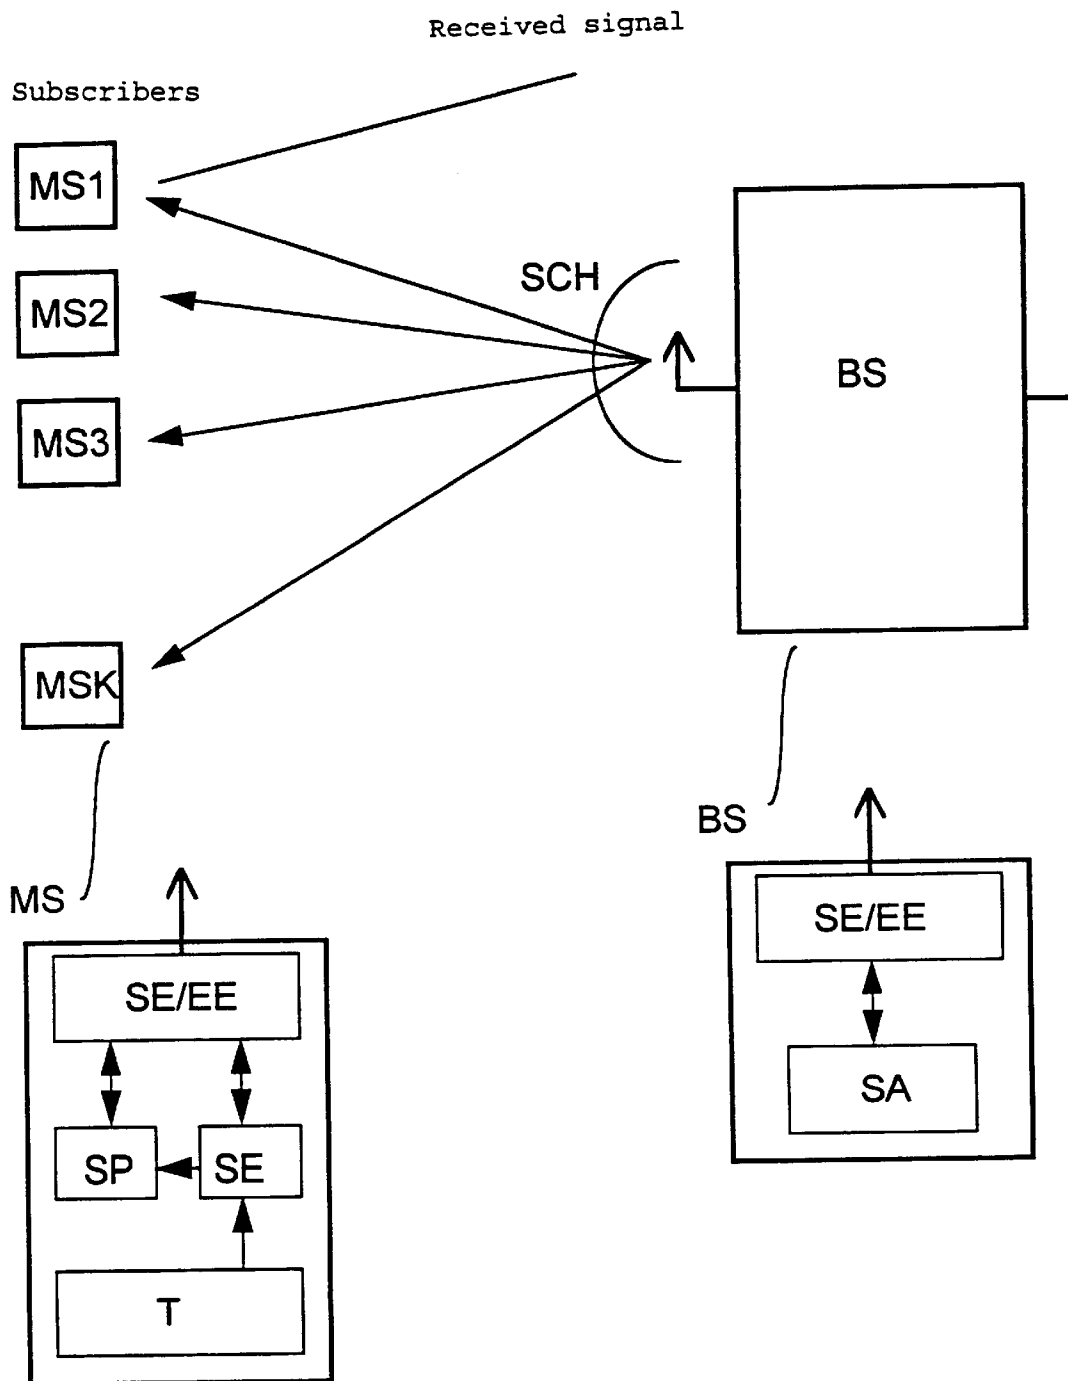 Received signal
Subscribers
MS1
SCH
MS2
BS
MS3
MSK
BS
MS
SE/EE
SE/EE
SA
SP
SE
T